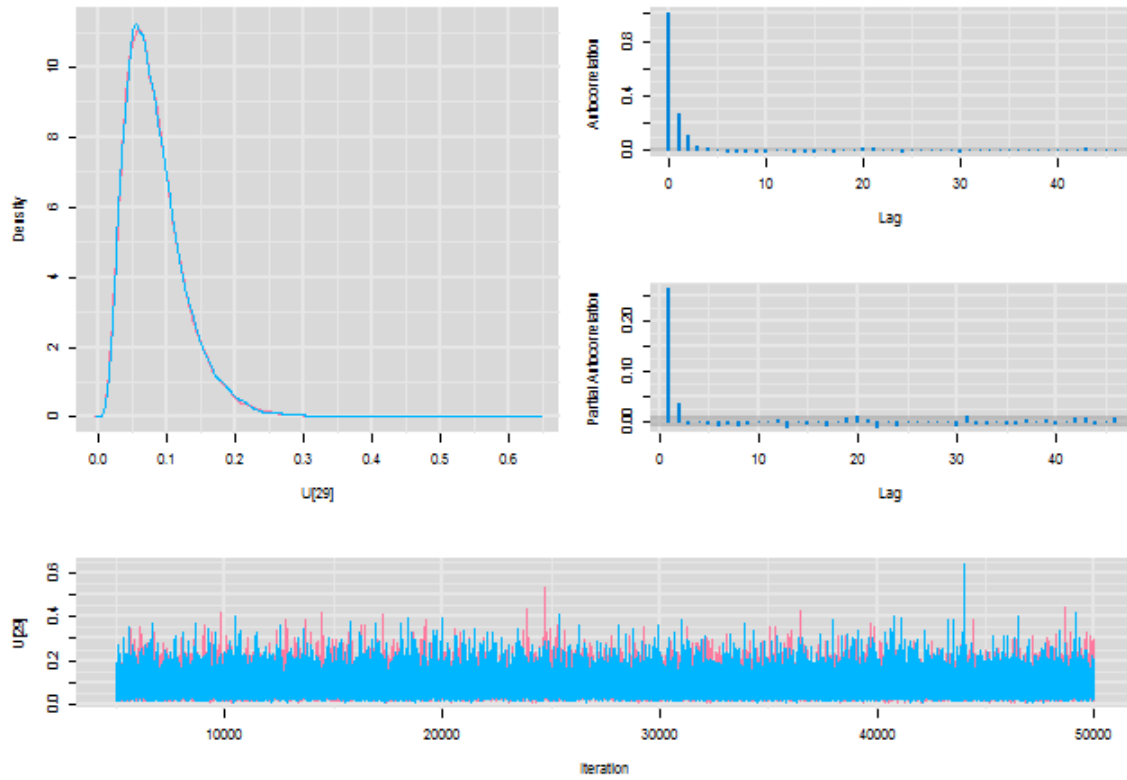 Density
0 2 4 6 8 10
0.0 0.1 0.2 0.3 0.4 0.5 0.6
U[29]
Autocorrelation
0.0 0.4 0.8
0 10 20 30 40
Lag
Partial Autocorrelation
0.00 0.10 0.20
0 10 20 30 40
Lag
U[29]
0.0 0.2 0.4 0.6
10000 20000 30000 40000 50000
Iteration